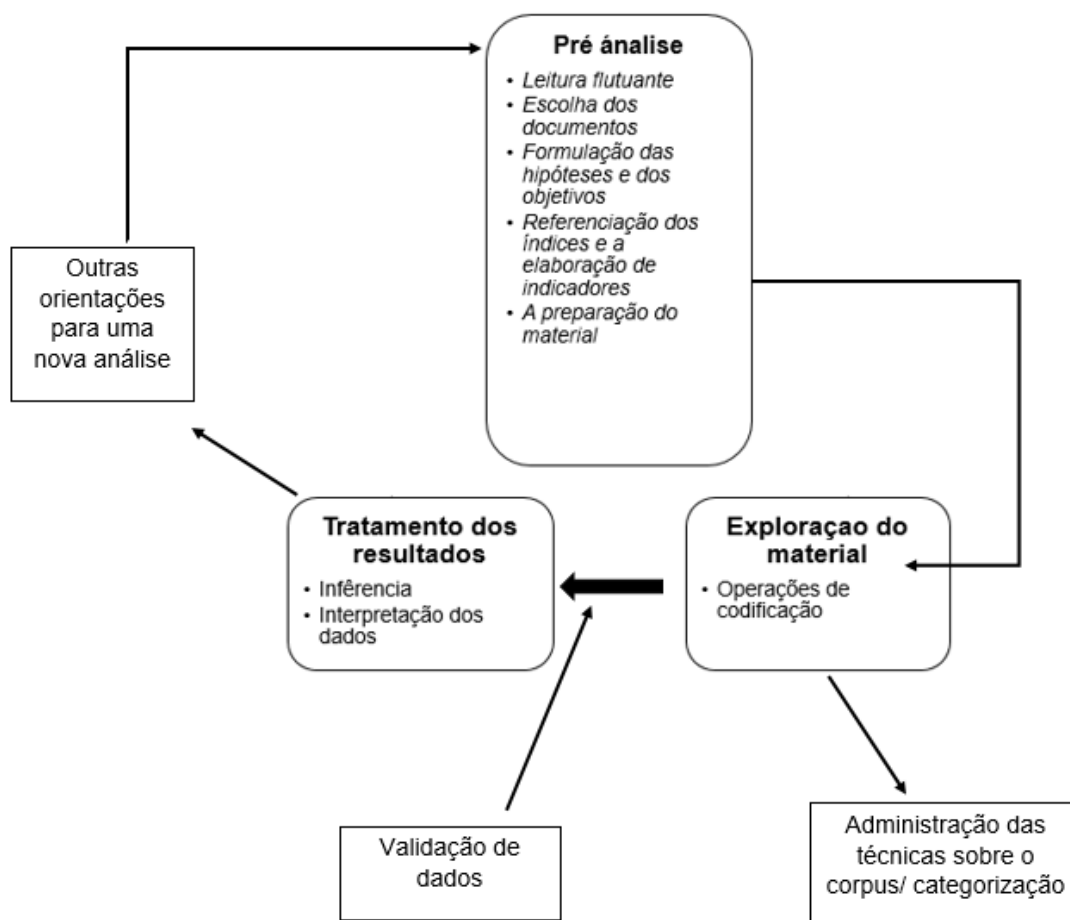 Pré ánalise
• Leitura flutuante
• Escolha dos
documentos
• Formulação das
hipóteses e dos
objetivos
• Referenciação dos
índices e a
elaboração de
indicadores
• A preparação do
material
Outras
orientações
para uma
nova análise
Tratamento dos
resultados
• Infêrencia
• Interpretação dos
dados
Exploraçao do
material
• Operações de
codificação
Validação de
dados
Administração das
técnicas sobre o
corpus/ categorização